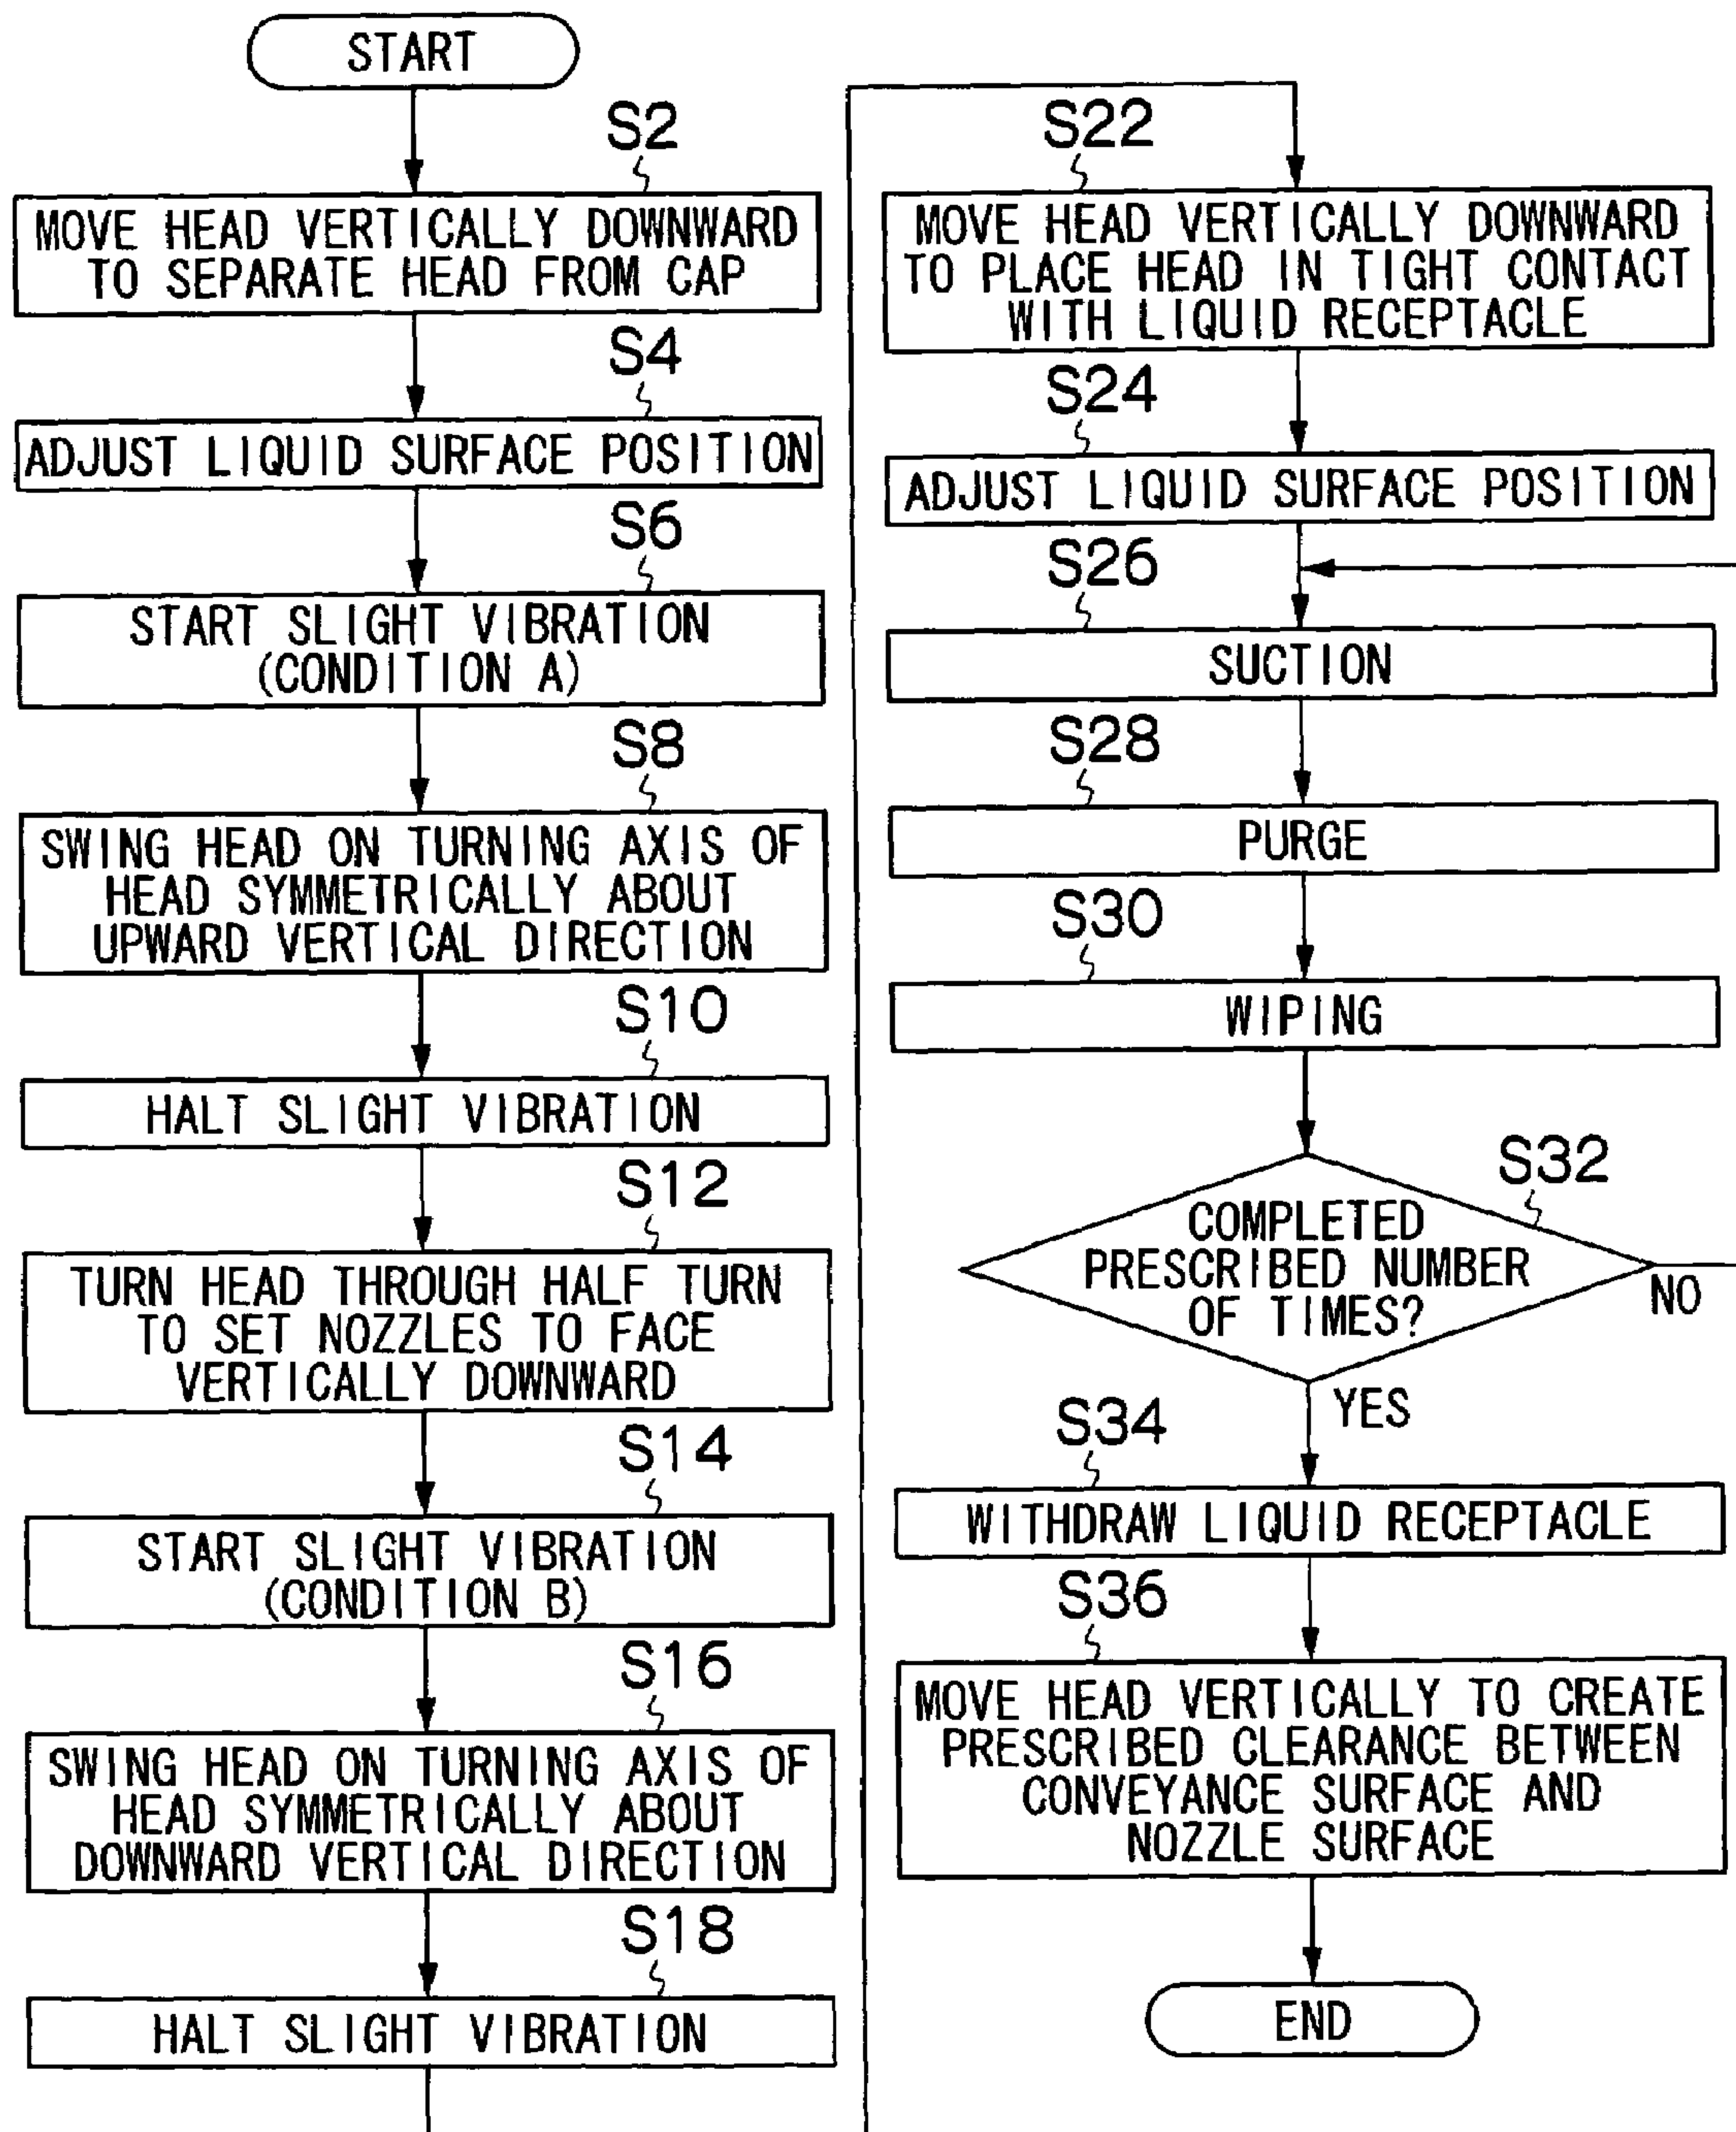 START
S2
MOVE HEAD VERTICALLY DOWNWARD
TO SEPARATE HEAD FROM CAP
S4
ADJUST LIQUID SURFACE POSITION
S6
START SLIGHT VIBRATION
(CONDITION A)
S8
SWING HEAD ON TURNING AXIS OF
HEAD SYMMETRICALLY ABOUT
UPWARD VERTICAL DIRECTION
S10
HALT SLIGHT VIBRATION
S12
TURN HEAD THROUGH HALF TURN
TO SET NOZZLES TO FACE
VERTICALLY DOWNWARD
S14
START SLIGHT VIBRATION
(CONDITION B)
S16
SWING HEAD ON TURNING AXIS OF
HEAD SYMMETRICALLY ABOUT
DOWNWARD VERTICAL DIRECTION
S18
HALT SLIGHT VIBRATION
S22
MOVE HEAD VERTICALLY DOWNWARD
TO PLACE HEAD IN TIGHT CONTACT
WITH LIQUID RECEPTACLE
S24
ADJUST LIQUID SURFACE POSITION
S26
SUCTION
S28
PURGE
S30
WIPING
S32
COMPLETED
PRESCRIBED NUMBER
OF TIMES?
NO
YES
S34
WITHDRAW LIQUID RECEPTACLE
S36
MOVE HEAD VERTICALLY TO CREATE
PRESCRIBED CLEARANCE BETWEEN
CONVEYANCE SURFACE AND
NOZZLE SURFACE
END